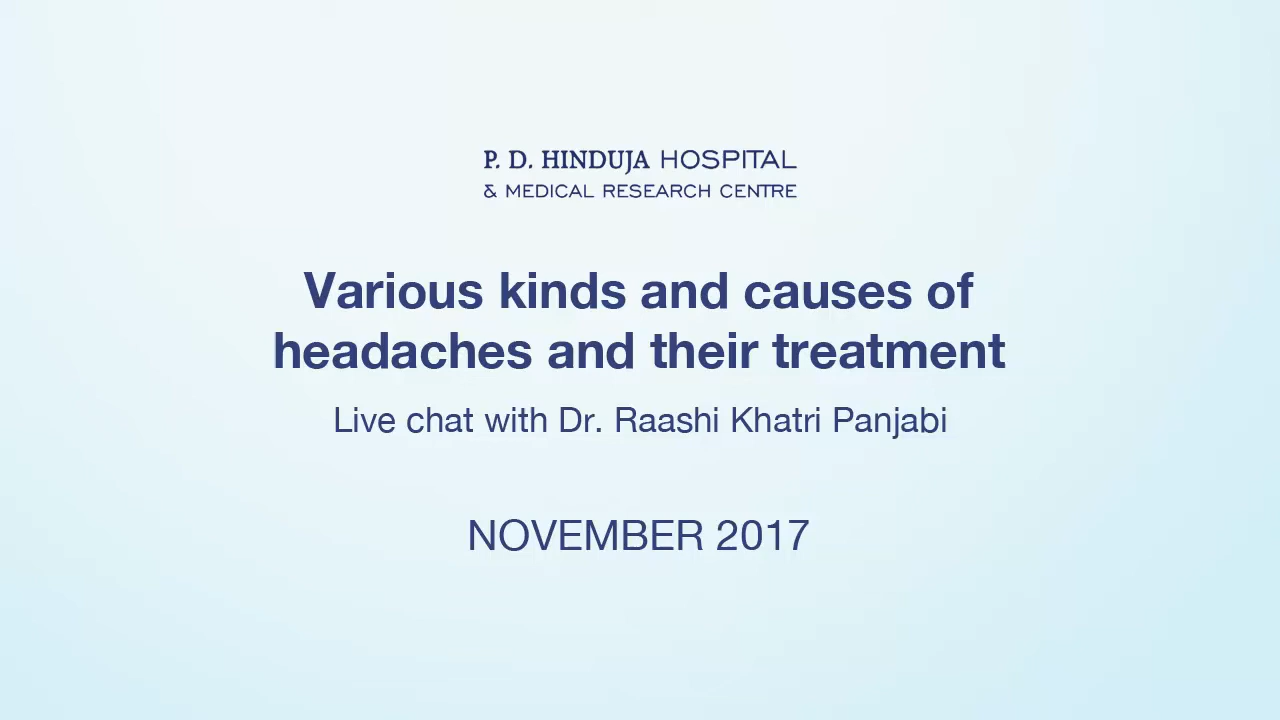 P. D. HINDUJA HOSPITAL
& MEDICAL RESEARCH CENTRE
Various kinds and causes of
headaches and their treatment
Live chat with Dr. Raashi Khatri Panjabi
NOVEMBER 2017